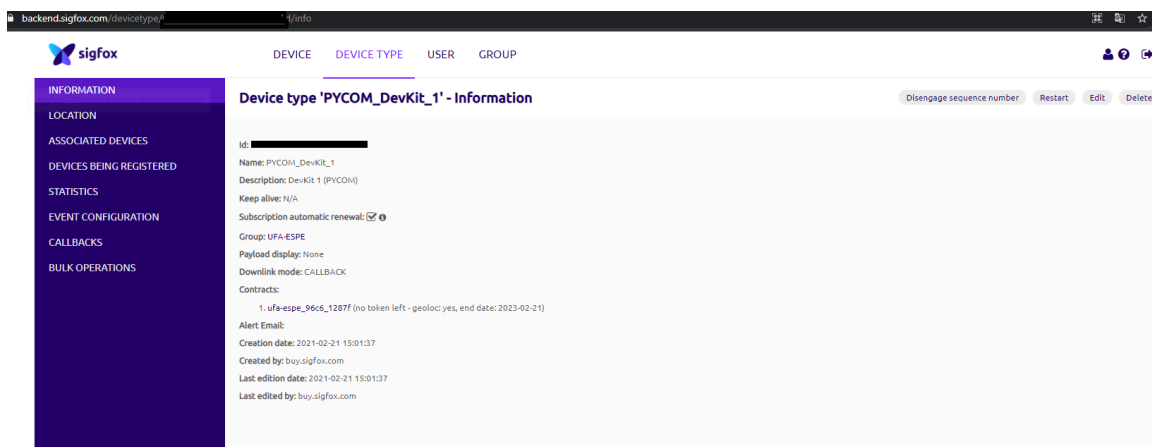 backend.sigfox.com/devicetype/ /info
sigfox
DEVICE DEVICE TYPE USER GROUP
INFORMATION
LOCATION
ASSOCIATED DEVICES
DEVICES BEING REGISTERED
STATISTICS
EVENT CONFIGURATION
CALLBACKS
BULK OPERATIONS
Device type 'PYCOM_DevKit_1' - Information
Disengage sequence number Restart Edit Delete
Id:
Name: PYCOM_DevKit_1
Description: DevKit 1 (PYCOM)
Keep alive: N/A
Subscription automatic renewal:
Group: UFA-ESPE
Payload display: None
Downlink mode: CALLBACK
Contracts:
1. ufa-espe_96c6_1287f (no token left - geoloc: yes, end date: 2023-02-21)
Alert Email:
Creation date: 2021-02-21 15:01:37
Created by: buy.sigfox.com
Last edition date: 2021-02-21 15:01:37
Last edited by: buy.sigfox.com